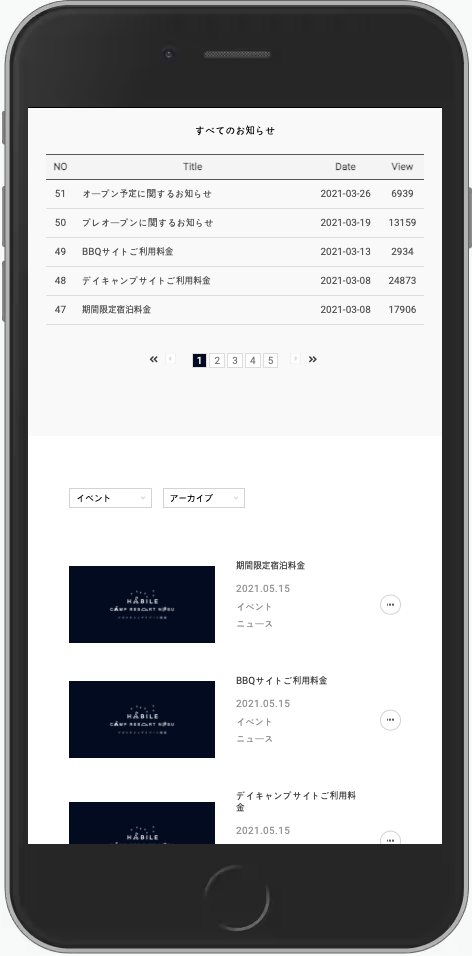 すべてのお知らせ
NO Title Date View
51 オープン予定に関するお知らせ 2021-03-26 6939
50 プレオープンに関するお知らせ 2021-03-19 13159
49 BBQサイトご利用料金 2021-03-13 2934
48 デイキャンプサイトご利用料金 2021-03-08 24873
47 期間限定宿泊料金 2021-03-08 17906
« 1 2 3 4 5 »
イベント アーカイブ
期間限定宿泊料金
2021.05.15
イベント
ニュース
HABILE
CAMP RESORT NOSU
BBQサイトご利用料金
2021.05.15
イベント
ニュース
HABILE
CAMP RESORT NOSU
デイキャンプサイトご利用料
金
2021.05.15
HABILE